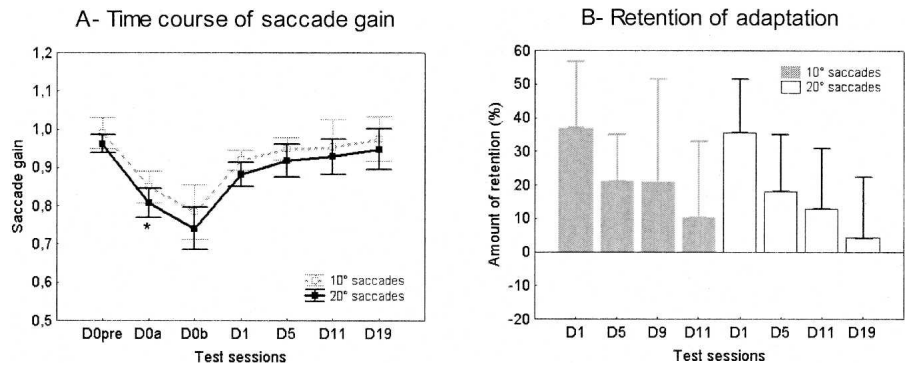 A- Time course of saccade gain
1,2
1,1
1,0
0,9
0,8
0,7
0,6
0,5
Saccade gain
*
10° saccades
20° saccades
D0pre D0a D0b D1 D5 D11 D19
Test sessions
B- Retention of adaptation
60
50
40
30
20
10
0
-10
-20
Amount of retention (%)
10° saccades
20° saccades
D1 D5 D9 D11 D1 D5 D11 D19
Test sessions